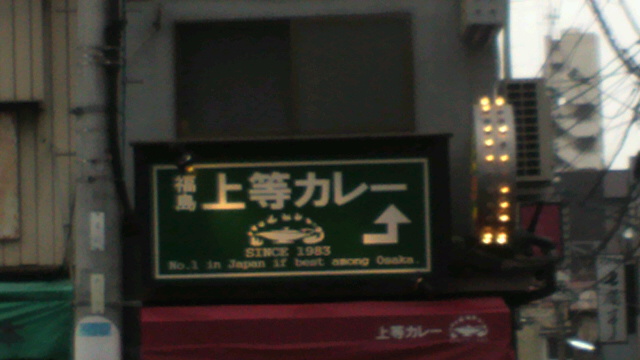 福島
上等カレー
SINCE 1983
No.1 in Japan if best among Osaka.
上等カレー